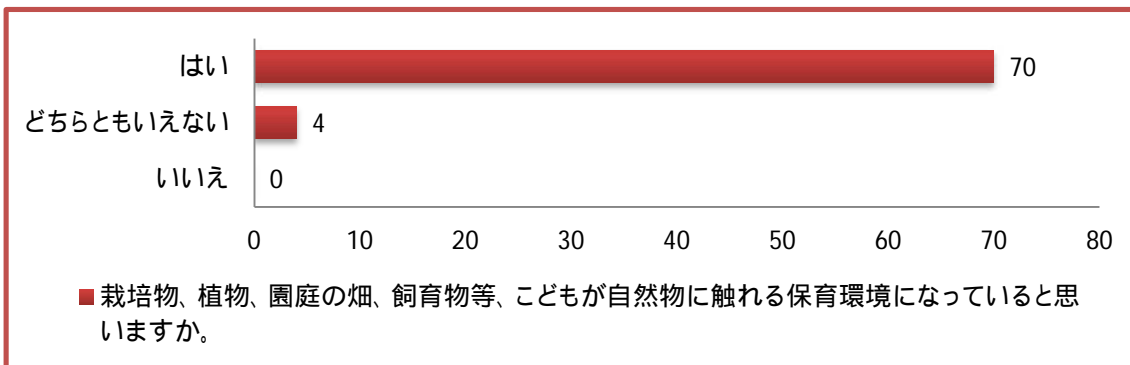 はい 70
どちらともいえない 4
いいえ 0
0 10 20 30 40 50 60 70 80
栽培物、植物、園庭の畑、飼育物等、こどもが自然物に触れる保育環境になっていると思
いますか。